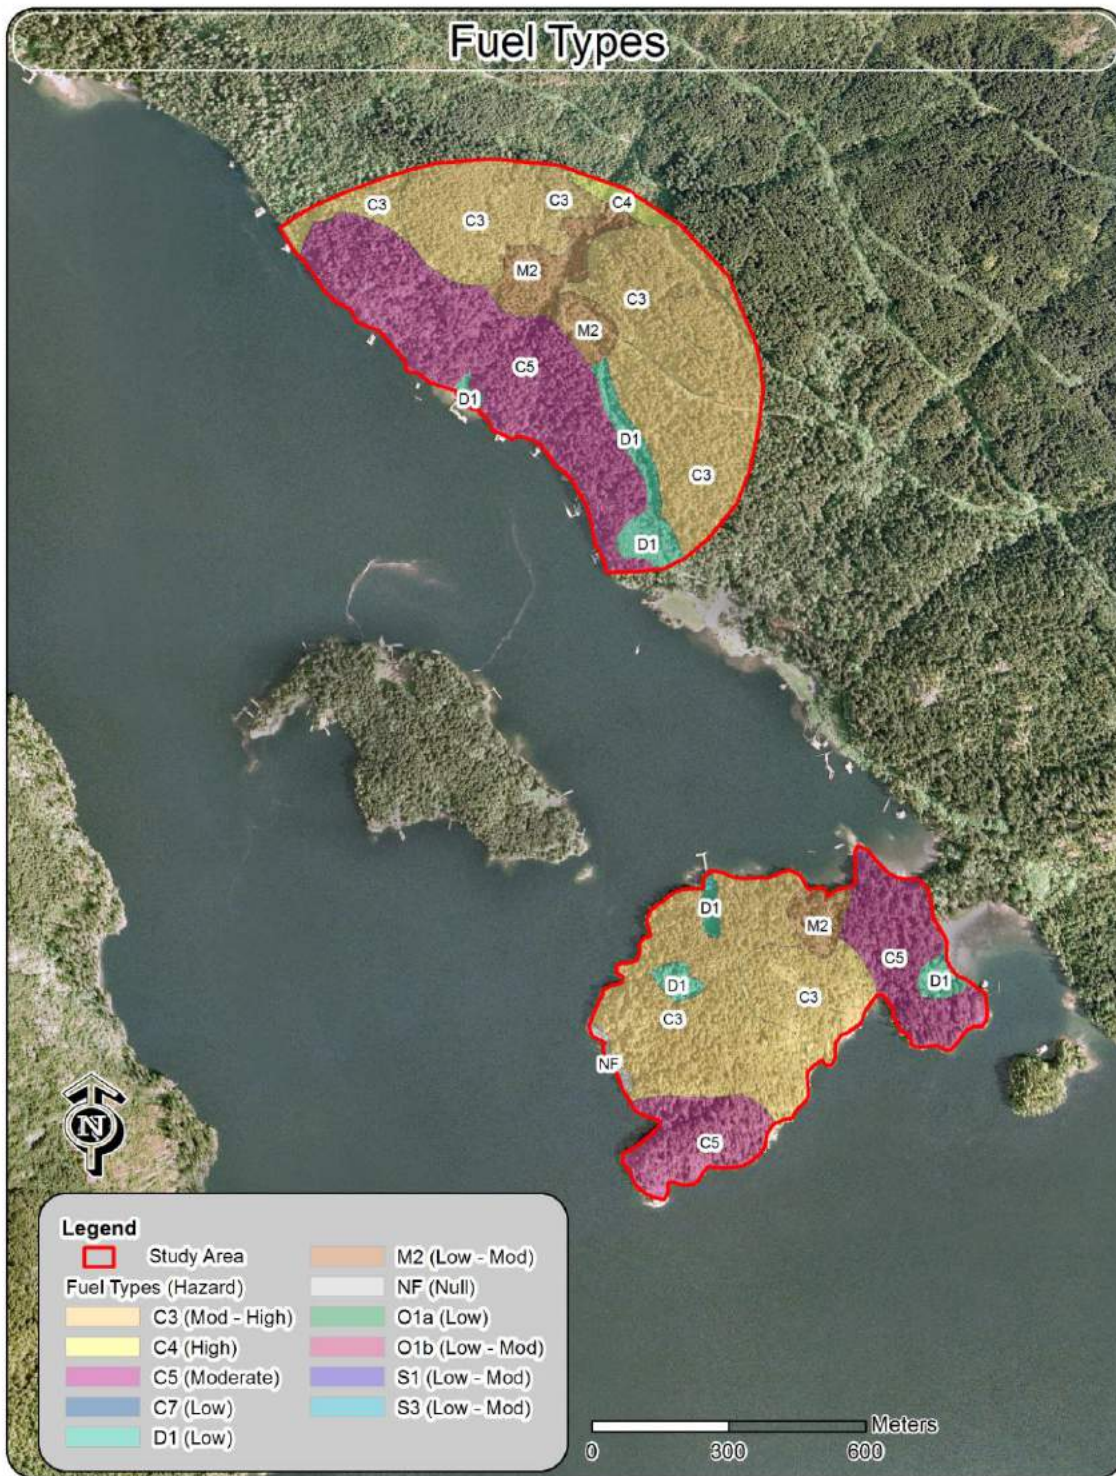 Fuel Types
C3
C4
C3
C3
M2
C3
M2
C5
D1
D1
C3
D1
D1
M2
C5
D1
D1
C3
C3
NF
C5
N
Legend
Study Area
Fuel Types (Hazard)
C3 (Mod - High)
C4 (High)
C5 (Moderate)
C7 (Low)
D1 (Low)
M2 (Low - Mod)
NF (Null)
O1a (Low)
O1b (Low - Mod)
S1 (Low - Mod)
S3 (Low - Mod)
Meters
0 300 600